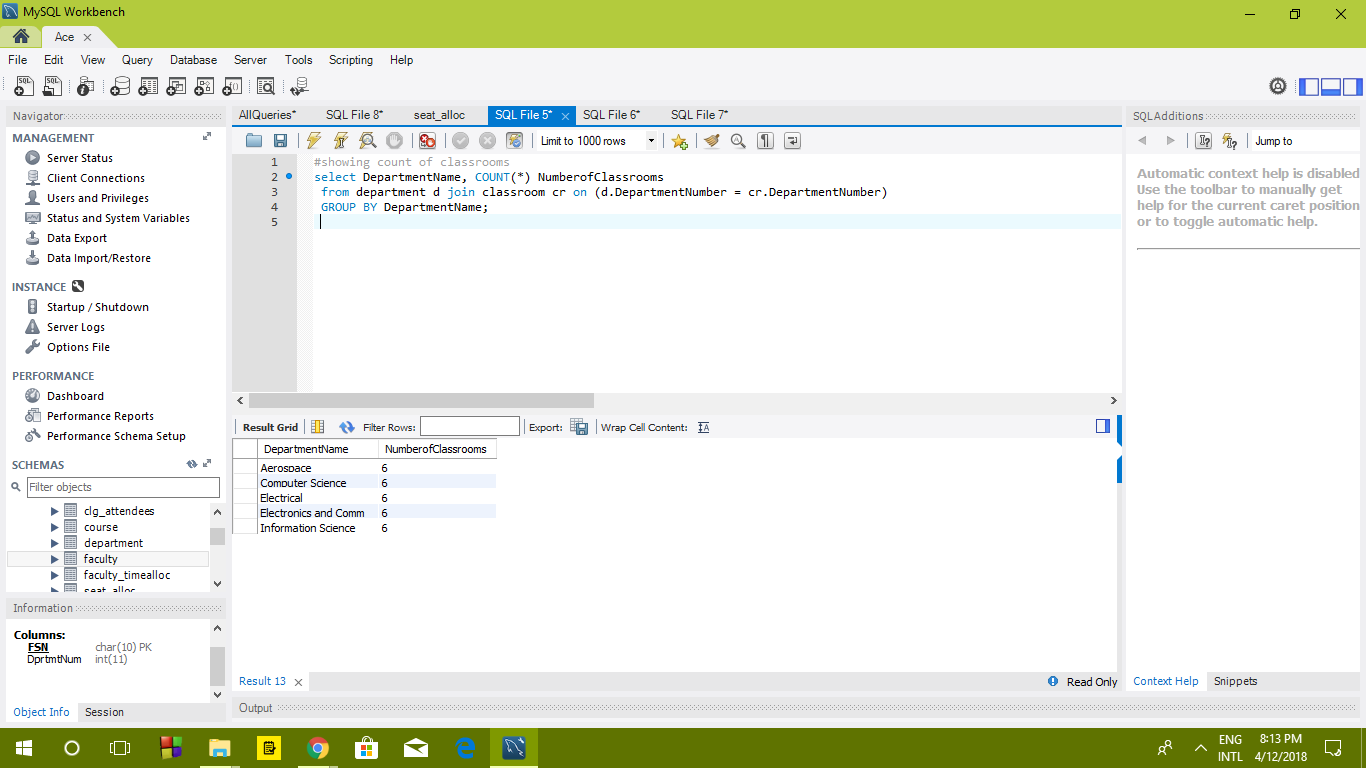 MySQL Workbench
Ace
File Edit View Query Database Server Tools Scripting Help
Navigator
MANAGEMENT
Server Status
Client Connections
Users and Privileges
Status and System Variables
Data Export
Data Import/Restore
INSTANCE
Startup / Shutdown
Server Logs
Options File
PERFORMANCE
Dashboard
Performance Reports
Performance Schema Setup
SCHEMAS
Filter objects
clg_attendees
course
department
faculty
faculty_timealloc
seat_alloc
Information
Columns:
FSN char(10) PK
DprtmtNum int(11)
Object Info Session
AllQueries* SQL File 8* seat_alloc SQL File 5* SQL File 6* SQL File 7*
Limit to 1000 rows
1 #showing count of classrooms
2 select DepartmentName, COUNT(*) NumberofClassrooms
3 from department d join classroom cr on (d.DepartmentNumber = cr.DepartmentNumber)
4 GROUP BY DepartmentName;
5
Result Grid Filter Rows: Export: Wrap Cell Content:
DepartmentName NumberofClassrooms
Aerospace 6
Computer Science 6
Electrical 6
Electronics and Comm 6
Information Science 6
Result 13 Read Only
Output
SQLAdditions
Jump to
Automatic context help is disabled
Use the toolbar to manually get
help for the current caret position
or to toggle automatic help.
Context Help Snippets
ENG
INTL
8:13 PM
4/12/2018